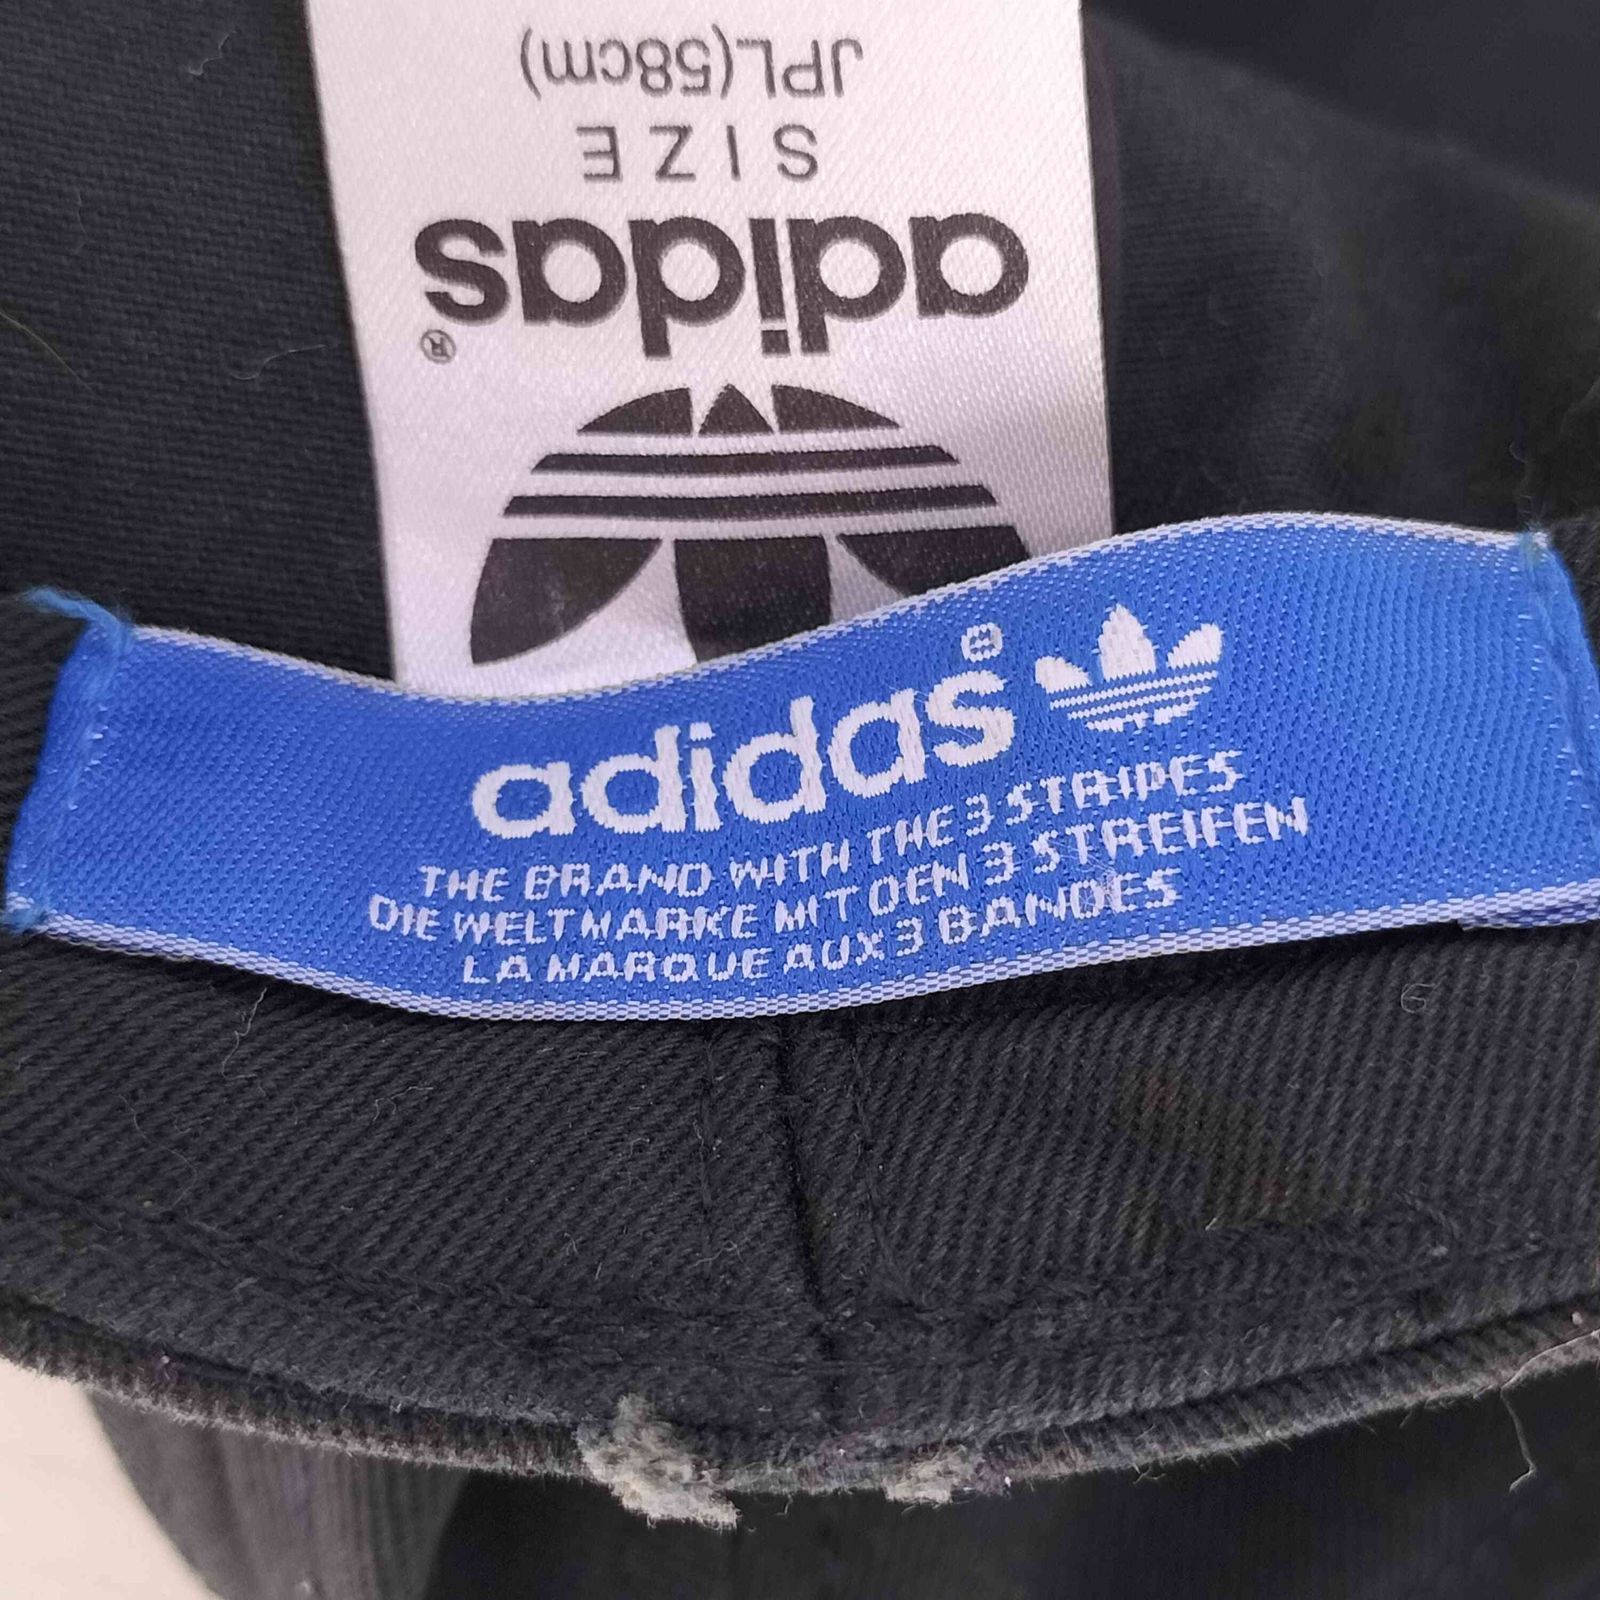 JPL(58cm)
SIZE
adidas
®
adidas®
THE BRAND WITH THE 3 STRIPES
DIE WELTMARKE MIT DEN 3 STREIFEN
LA MARQUE AUX 3 BANDES